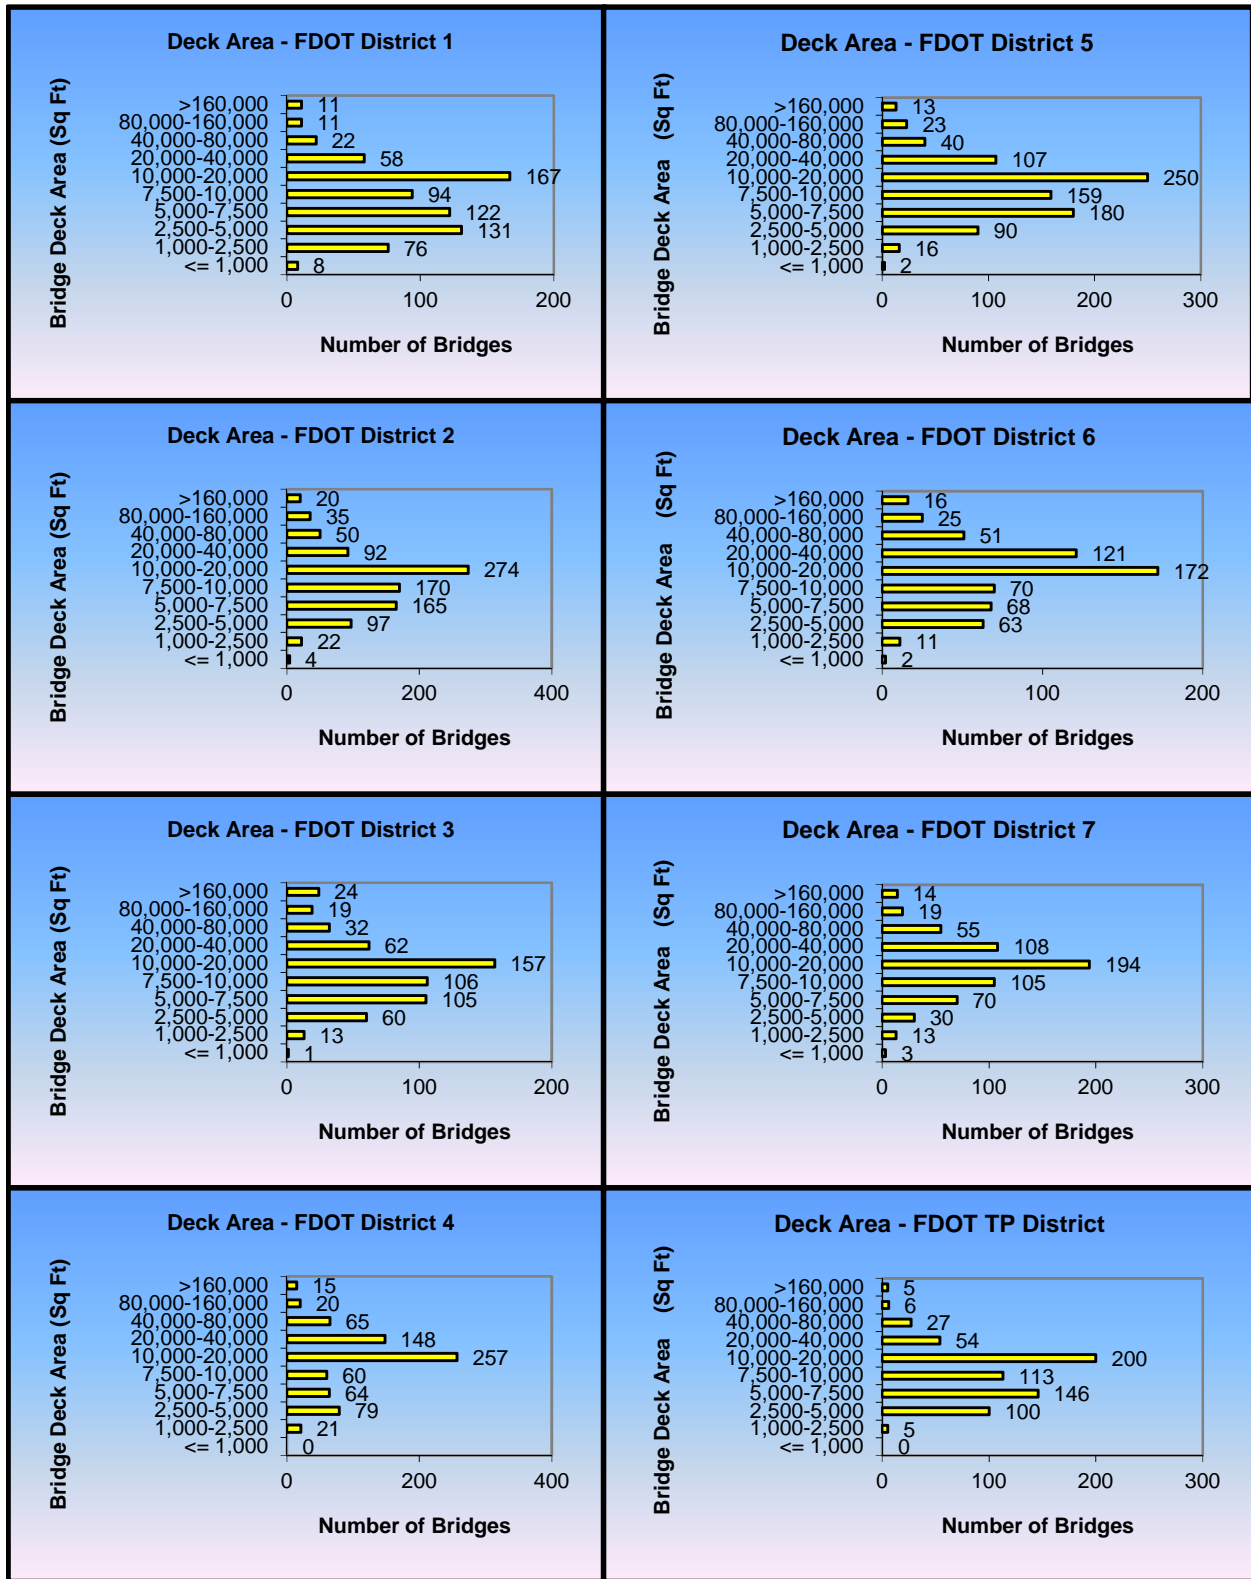 Deck Area - FDOT District 1
Bridge Deck Area (Sq Ft)
>160,000 11
80,000-160,000 11
40,000-80,000 22
20,000-40,000 58
10,000-20,000 167
7,500-10,000 94
5,000-7,500 122
2,500-5,000 131
1,000-2,500 76
<= 1,000 8
0 100 200
Number of Bridges
Deck Area - FDOT District 5
Bridge Deck Area (Sq Ft)
>160,000 13
80,000-160,000 23
40,000-80,000 40
20,000-40,000 107
10,000-20,000 250
7,500-10,000 159
5,000-7,500 180
2,500-5,000 90
1,000-2,500 16
<= 1,000 2
0 100 200 300
Number of Bridges
Deck Area - FDOT District 2
Bridge Deck Area (Sq Ft)
>160,000 20
80,000-160,000 35
40,000-80,000 50
20,000-40,000 92
10,000-20,000 274
7,500-10,000 170
5,000-7,500 165
2,500-5,000 97
1,000-2,500 22
<= 1,000 4
0 200 400
Number of Bridges
Deck Area - FDOT District 6
Bridge Deck Area (Sq Ft)
>160,000 16
80,000-160,000 25
40,000-80,000 51
20,000-40,000 121
10,000-20,000 172
7,500-10,000 70
5,000-7,500 68
2,500-5,000 63
1,000-2,500 11
<= 1,000 2
0 100 200
Number of Bridges
Deck Area - FDOT District 3
Bridge Deck Area (Sq Ft)
>160,000 24
80,000-160,000 19
40,000-80,000 32
20,000-40,000 62
10,000-20,000 157
7,500-10,000 106
5,000-7,500 105
2,500-5,000 60
1,000-2,500 13
<= 1,000 1
0 100 200
Number of Bridges
Deck Area - FDOT District 7
Bridge Deck Area (Sq Ft)
>160,000 14
80,000-160,000 19
40,000-80,000 55
20,000-40,000 108
10,000-20,000 194
7,500-10,000 105
5,000-7,500 70
2,500-5,000 30
1,000-2,500 13
<= 1,000 3
0 100 200 300
Number of Bridges
Deck Area - FDOT District 4
Bridge Deck Area (Sq Ft)
>160,000 15
80,000-160,000 20
40,000-80,000 65
20,000-40,000 148
10,000-20,000 257
7,500-10,000 60
5,000-7,500 64
2,500-5,000 79
1,000-2,500 21
<= 1,000 0
0 200 400
Number of Bridges
Deck Area - FDOT TP District
Bridge Deck Area (Sq Ft)
>160,000 5
80,000-160,000 6
40,000-80,000 27
20,000-40,000 54
10,000-20,000 200
7,500-10,000 113
5,000-7,500 146
2,500-5,000 100
1,000-2,500 5
<= 1,000 0
0 100 200 300
Number of Bridges